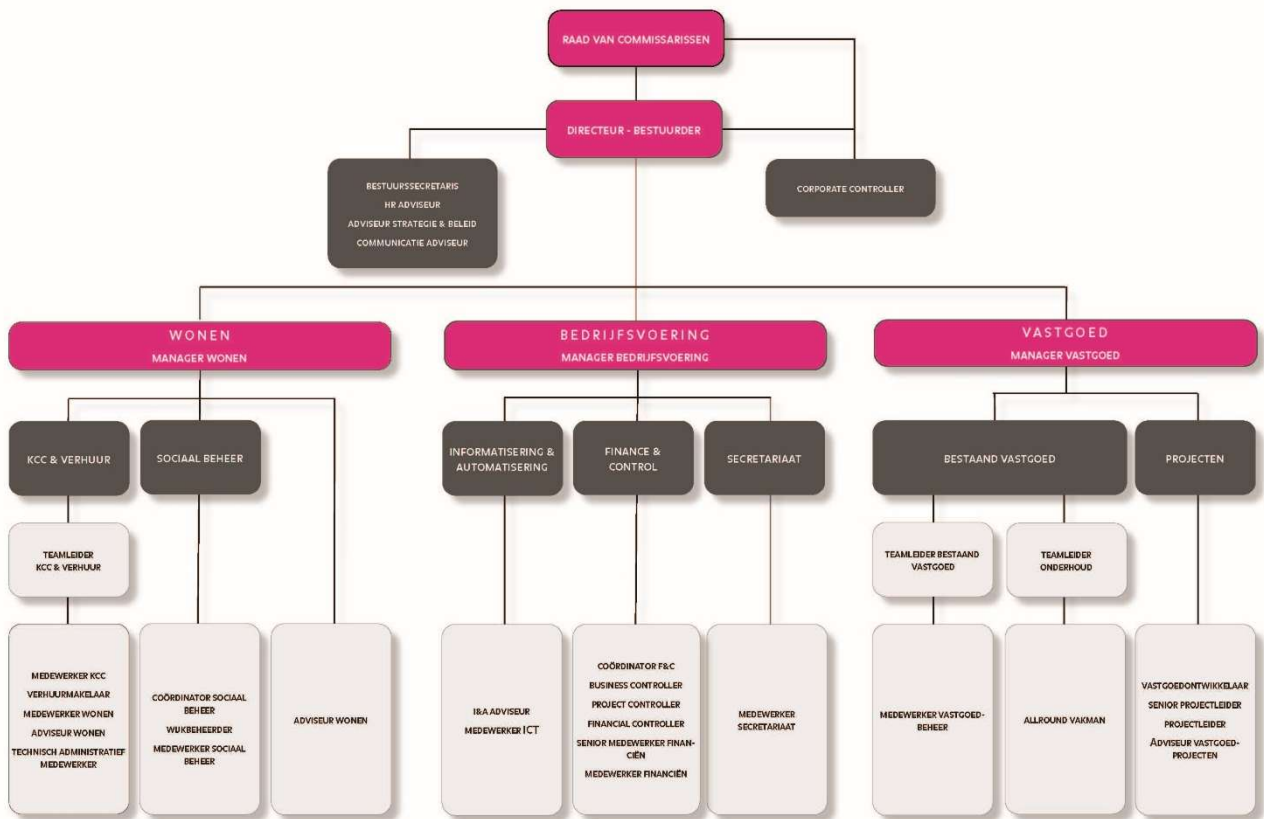 RAAD VAN COMMISSARISSEN
DIRECTEUR - BESTUURDER
BESTUURSSECRETARIS
HR ADVISEUR
ADVISEUR STRATEGIE & BELEID
COMMUNICATIE ADVISEUR
CORPORATE CONTROLLER
WONEN
MANAGER WONEN
BEDRIJFSVOERING
MANAGER BEDRIJFSVOERING
VASTGOED
MANAGER VASTGOED
KCC & VERHUUR
SOCIAAL BEHEER
INFORMATISERING &
AUTOMATISERING
FINANCE &
CONTROL
SECRETARIAAT
BESTAAND VASTGOED
PROJECTEN
TEAMLEIDER
KCC & VERHUUR
TEAMLEIDER BESTAAND
VASTGOED
TEAMLEIDER
ONDERHOUD
MEDEWERKER KCC
VERHUURMAKELAAR
MEDEWERKER WONEN
ADVISEUR WONEN
TECHNISCH ADMINISTRATIEF
MEDEWERKER
COÖRDINATOR SOCIAAL
BEHEER
WIJKBEHEERDER
MEDEWERKER SOCIAAL
BEHEER
ADVISEUR WONEN
I&A ADVISEUR
MEDEWERKER ICT
COÖRDINATOR F&C
BUSINESS CONTROLLER
PROJECT CONTROLLER
FINANCIAL CONTROLLER
SENIOR MEDEWERKER FINAN-
CIËN
MEDEWERKER FINANCIËN
MEDEWERKER
SECRETARIAAT
MEDEWERKER VASTGOED-
BEHEER
ALLROUND VAKMAN
VASTGOEDONTWIKKELAAR
SENIOR PROJECTLEIDER
PROJECTLEIDER
ADVISEUR VASTGOED-
PROJECTEN